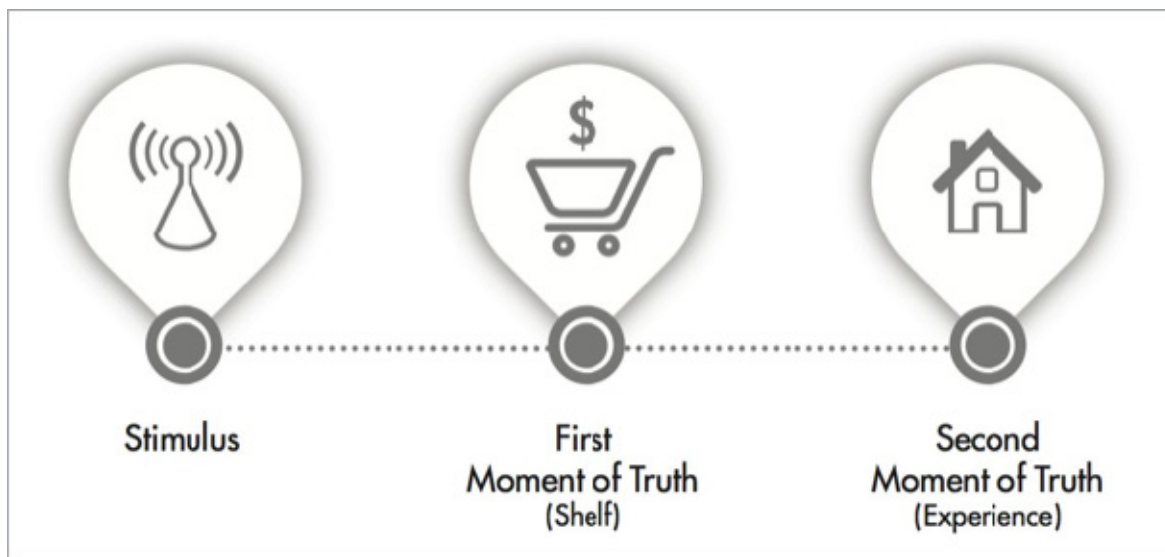 $
Stimulus
First
Moment of Truth
(Shelf)
Second
Moment of Truth
(Experience)